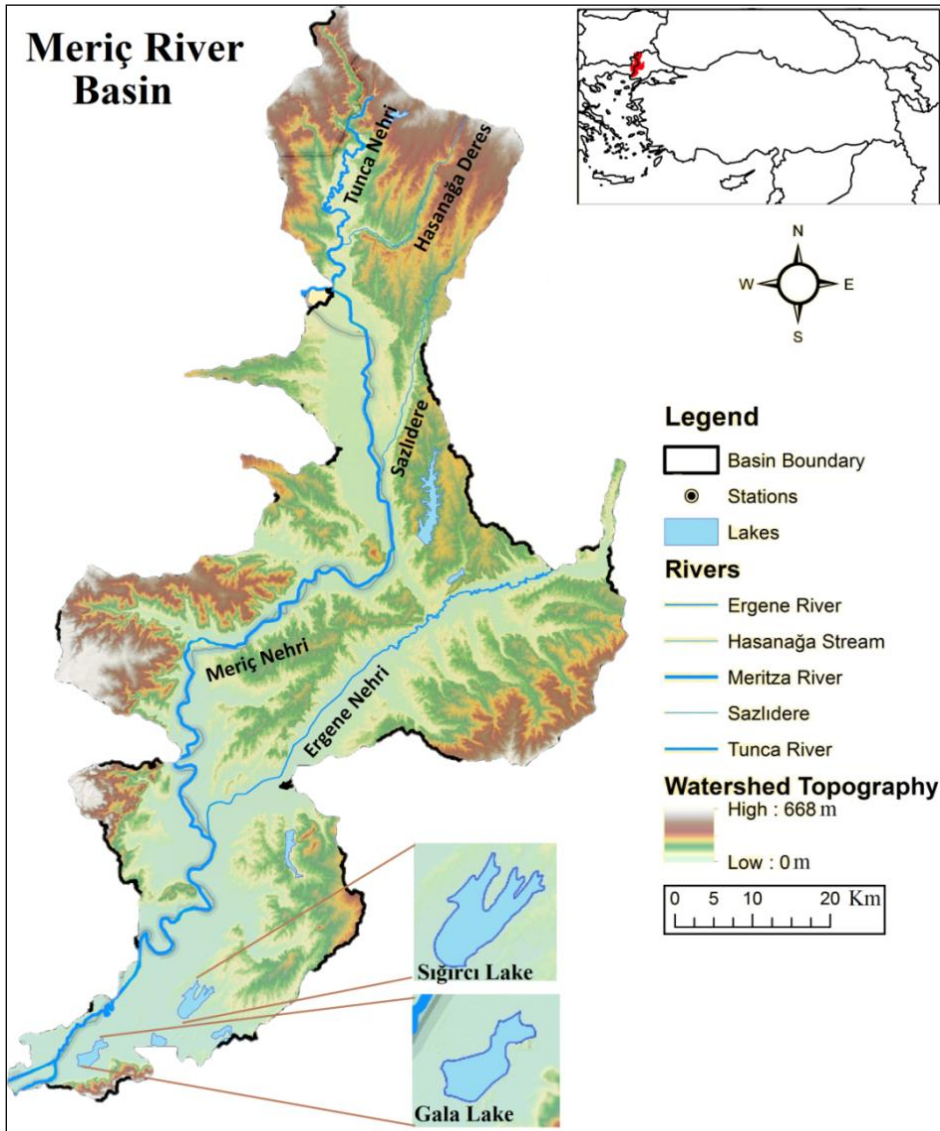 Meriç River
Basin
Tunca Nehri
Hasanağa Deres
Sazlıdere
Meriç Nehri
Ergene Nehri
Sığırcı Lake
Gala Lake
N
W
E
S
Legend
Basin Boundary
Stations
Lakes
Rivers
Ergene River
Hasanağa Stream
Meritza River
Sazlıdere
Tunca River
Watershed Topography
High : 668 m
Low : 0 m
0 5 10 20 Km